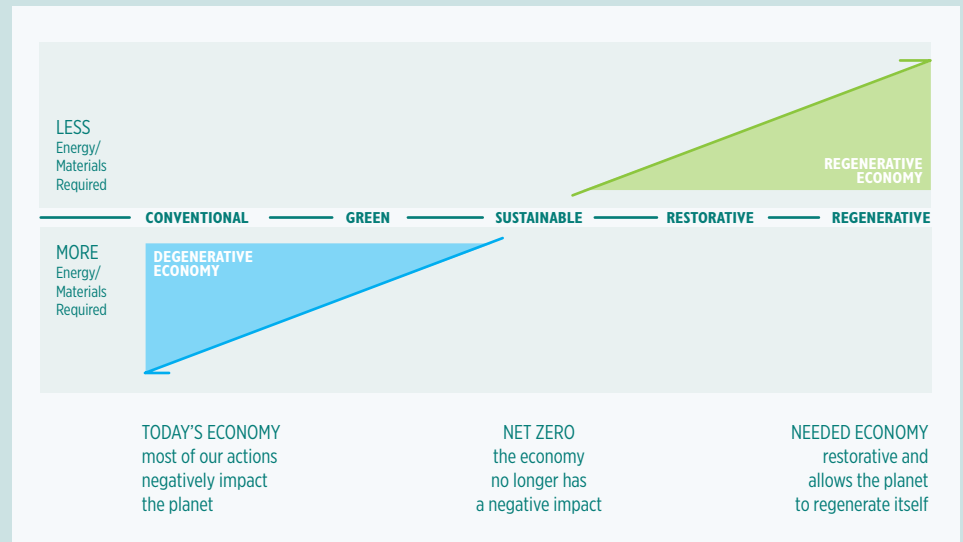 LESS
Energy/
Materials
Required
REGENERATIVE
ECONOMY
CONVENTIONAL GREEN SUSTAINABLE RESTORATIVE REGENERATIVE
MORE
Energy/
Materials
Required
DEGENERATIVE
ECONOMY
TODAY'S ECONOMY
most of our actions
negatively impact
the planet
NET ZERO
the economy
no longer has
a negative impact
NEEDED ECONOMY
restorative and
allows the planet
to regenerate itself